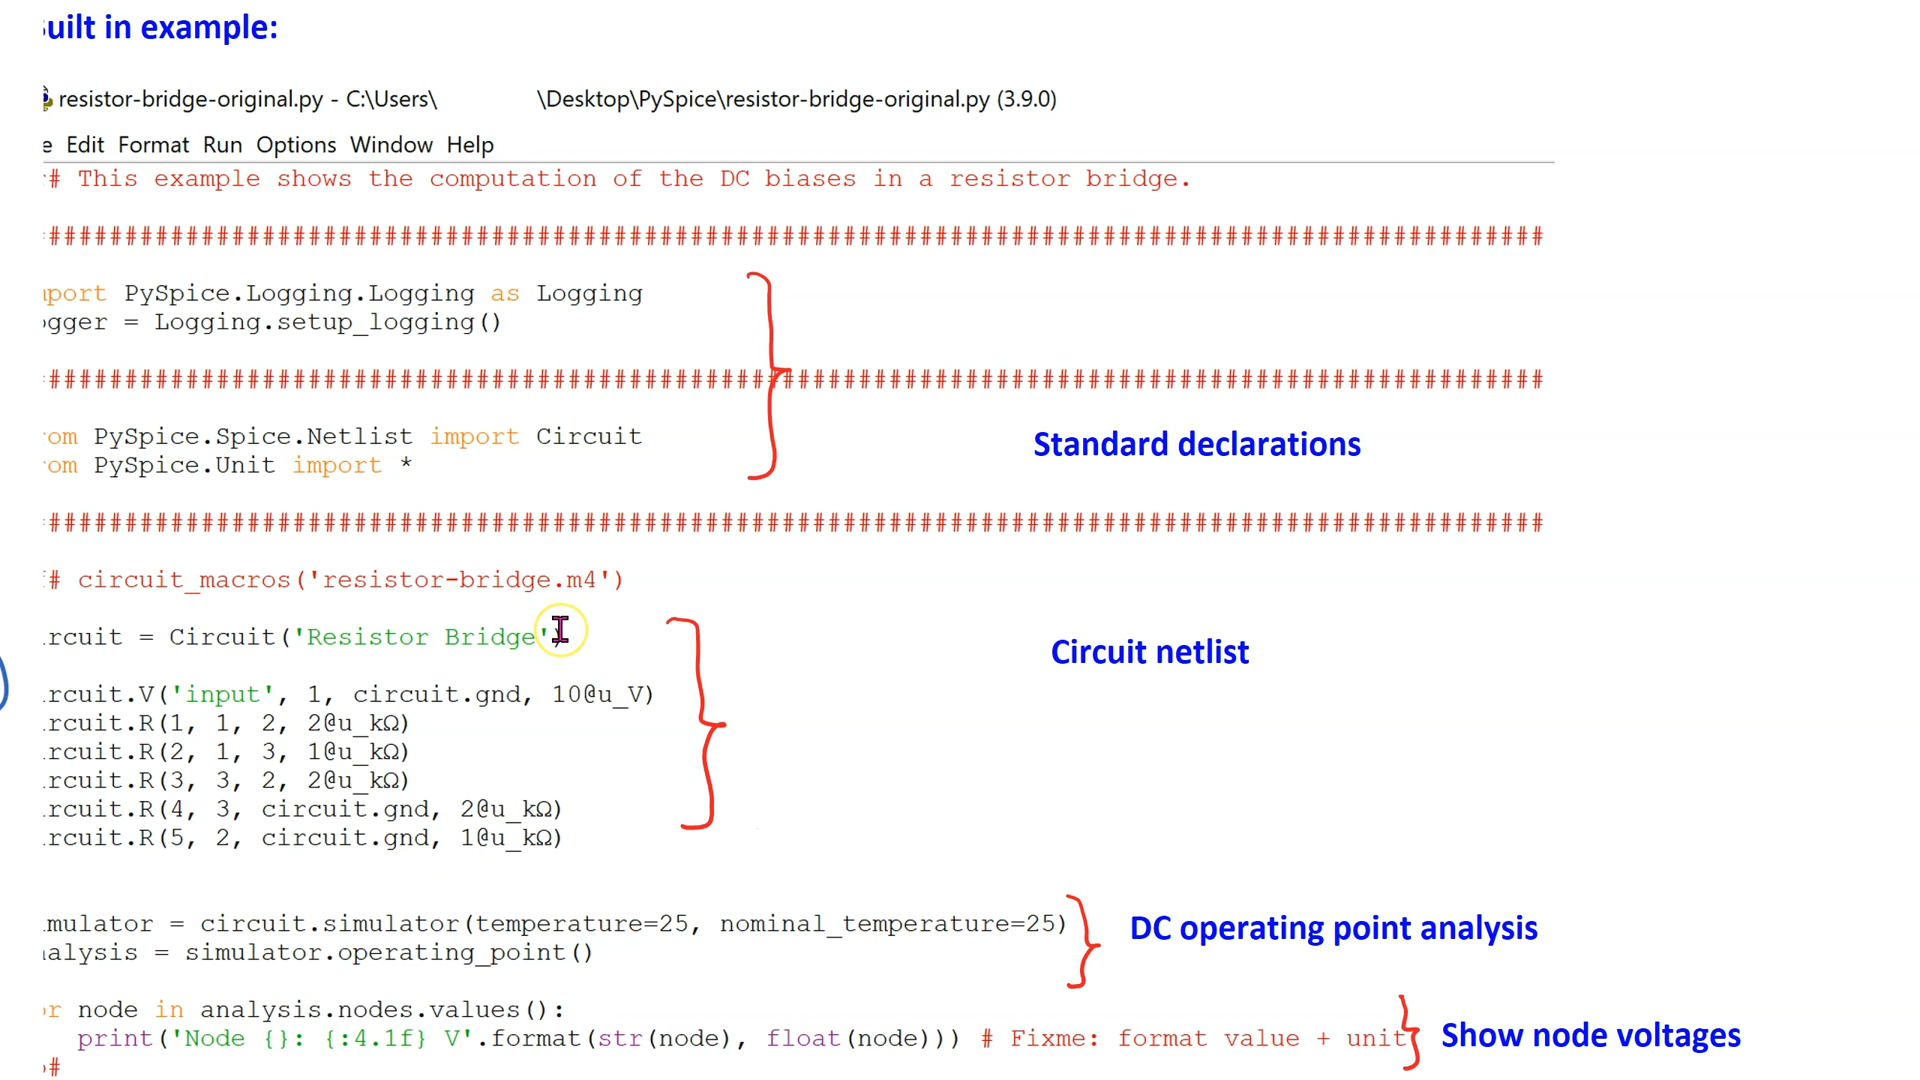 uilt in example:
resistor-bridge-original.py - C:\Users\ \Desktop\PySpice\resistor-bridge-original.py (3.9.0)
e Edit Format Run Options Window Help
# This example shows the computation of the DC biases in a resistor bridge.
##################################################################################################
mport PySpice.Logging.Logging as Logging
ogger = Logging.setup_logging()
##################################################################################################
rom PySpice.Spice.Netlist import Circuit
rom PySpice.Unit import *
Standard declarations
##################################################################################################
# circuit_macros('resistor-bridge.m4')
rcuit = Circuit('Resistor Bridge')
Circuit netlist
rcuit.V('input', 1, circuit.gnd, 10@u_V)
rcuit.R(1, 1, 2, 2@u_kΩ)
rcuit.R(2, 1, 3, 1@u_kΩ)
rcuit.R(3, 3, 2, 2@u_kΩ)
rcuit.R(4, 3, circuit.gnd, 2@u_kΩ)
rcuit.R(5, 2, circuit.gnd, 1@u_kΩ)
mulator = circuit.simulator(temperature=25, nominal_temperature=25)
DC operating point analysis
alysis = simulator.operating_point()
or node in analysis.nodes.values():
print('Node {}: {:4.1f} V'.format(str(node), float(node))) # Fixme: format value + unit
Show node voltages
#